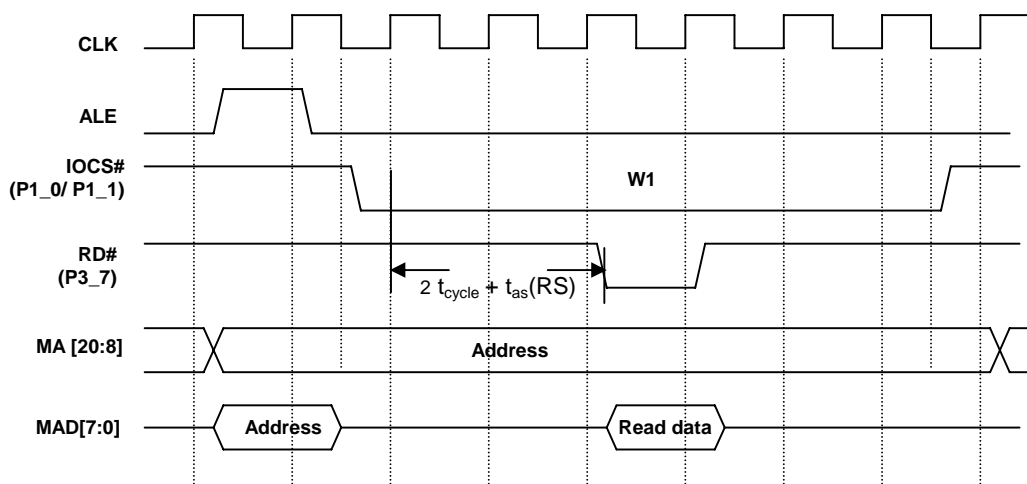 CLK
ALE
IOCS#
(P1_0/ P1_1)
W1
RD#
(P3_7)
2 tcycle + tas(RS)
MA [20:8]
Address
MAD[7:0]
Address
Read data